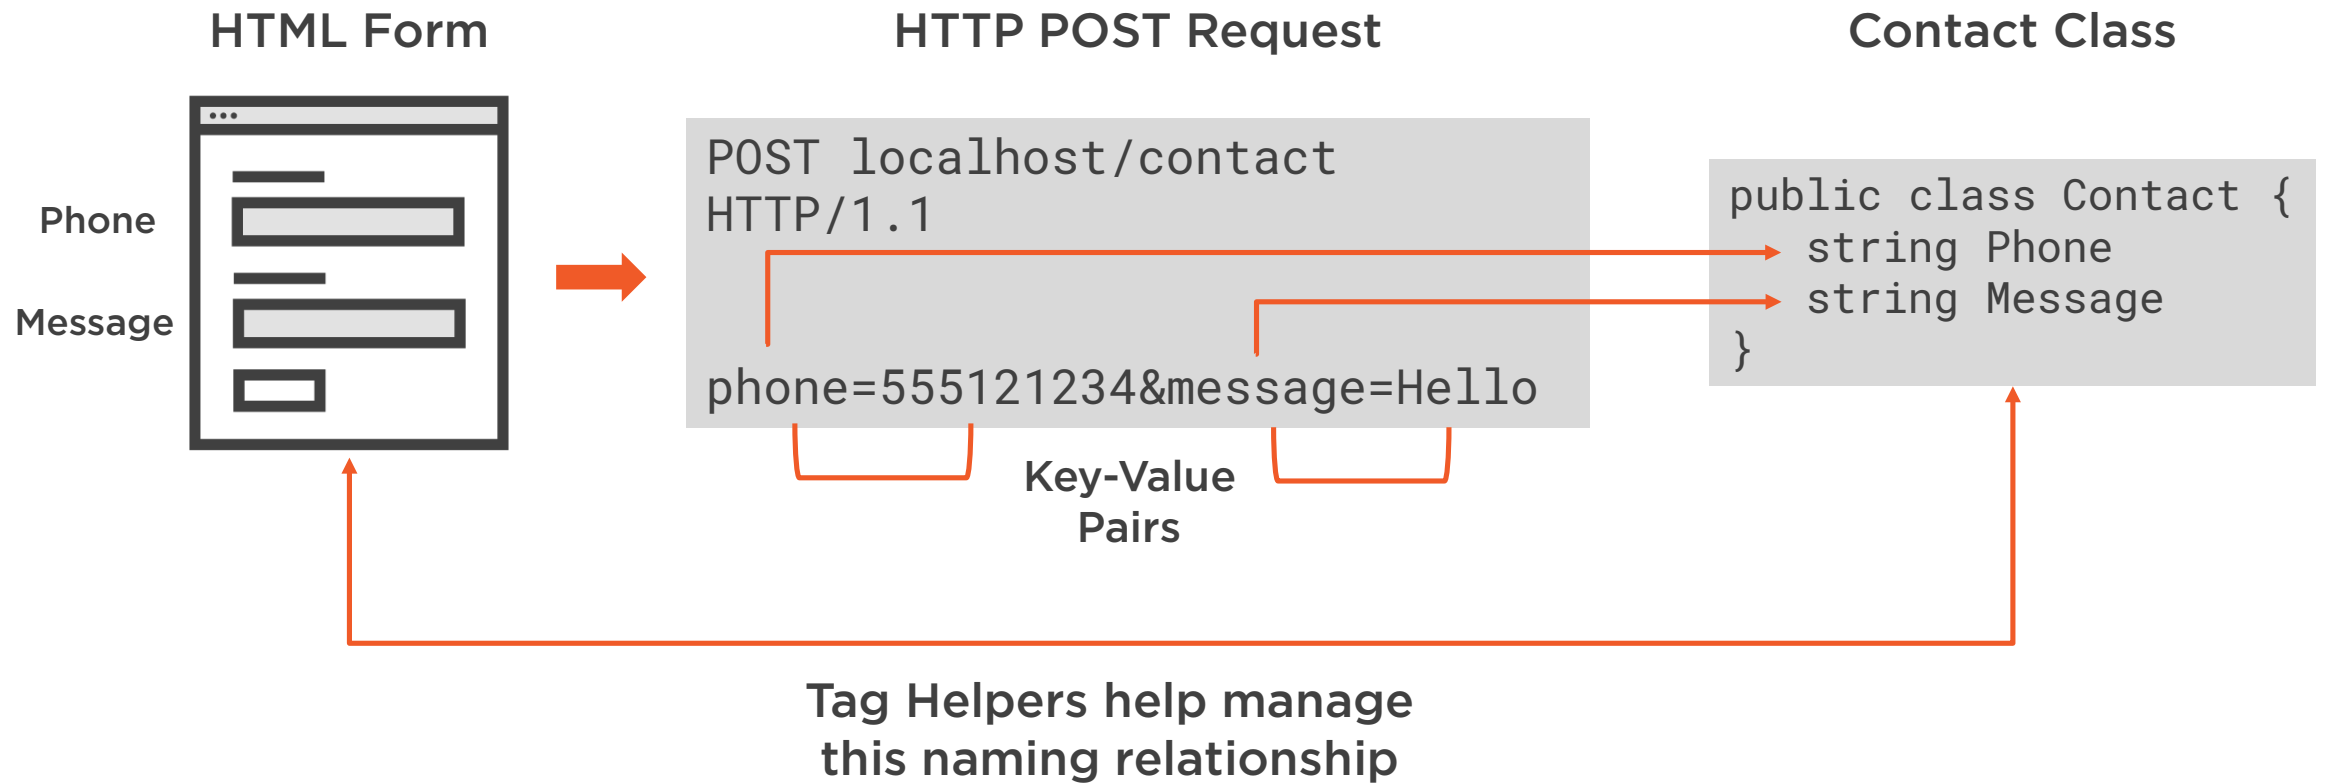 HTML Form
HTTP POST Request
Contact Class
Phone
Message
POST localhost/contact
HTTP/1.1
phone=555121234&message=Hello
Key-Value
Pairs
public class Contact {
string Phone
string Message
}
Tag Helpers help manage
this naming relationship